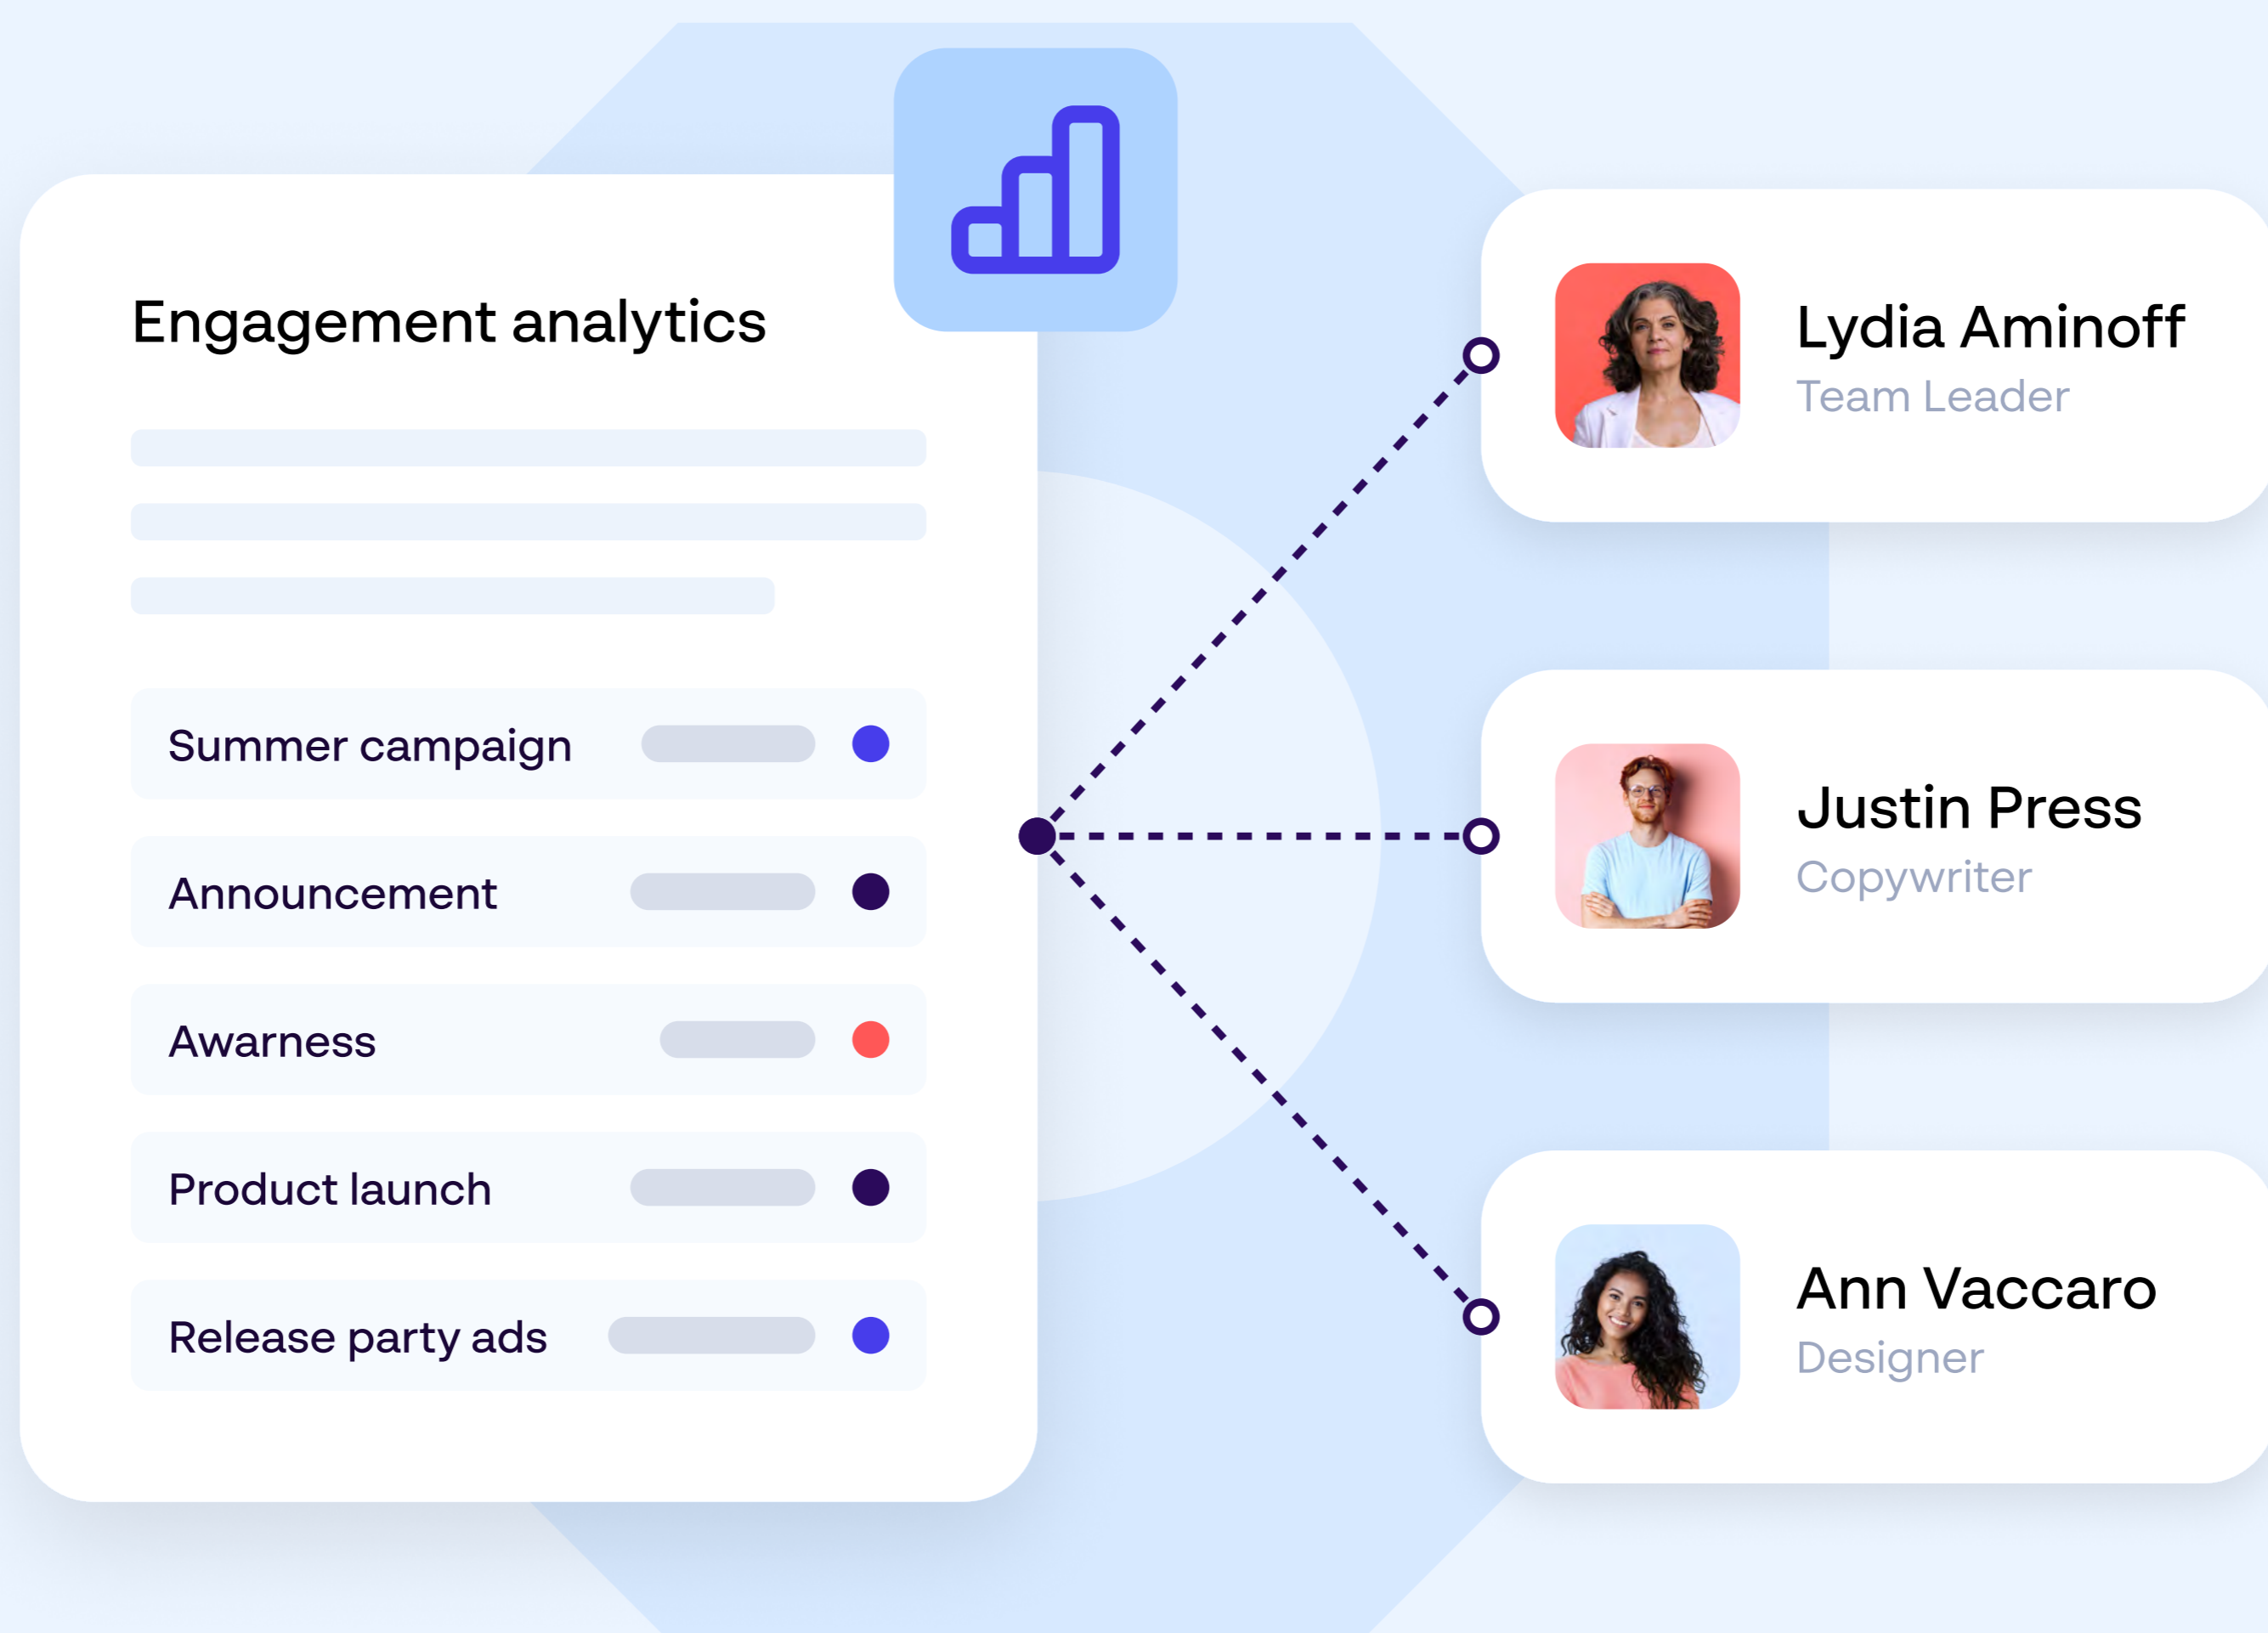 Engagement analytics
Summer campaign
Announcement
Awarness
Product launch
Release party ads
Lydia Aminoff
Team Leader
Justin Press
Copywriter
Ann Vaccaro
Designer